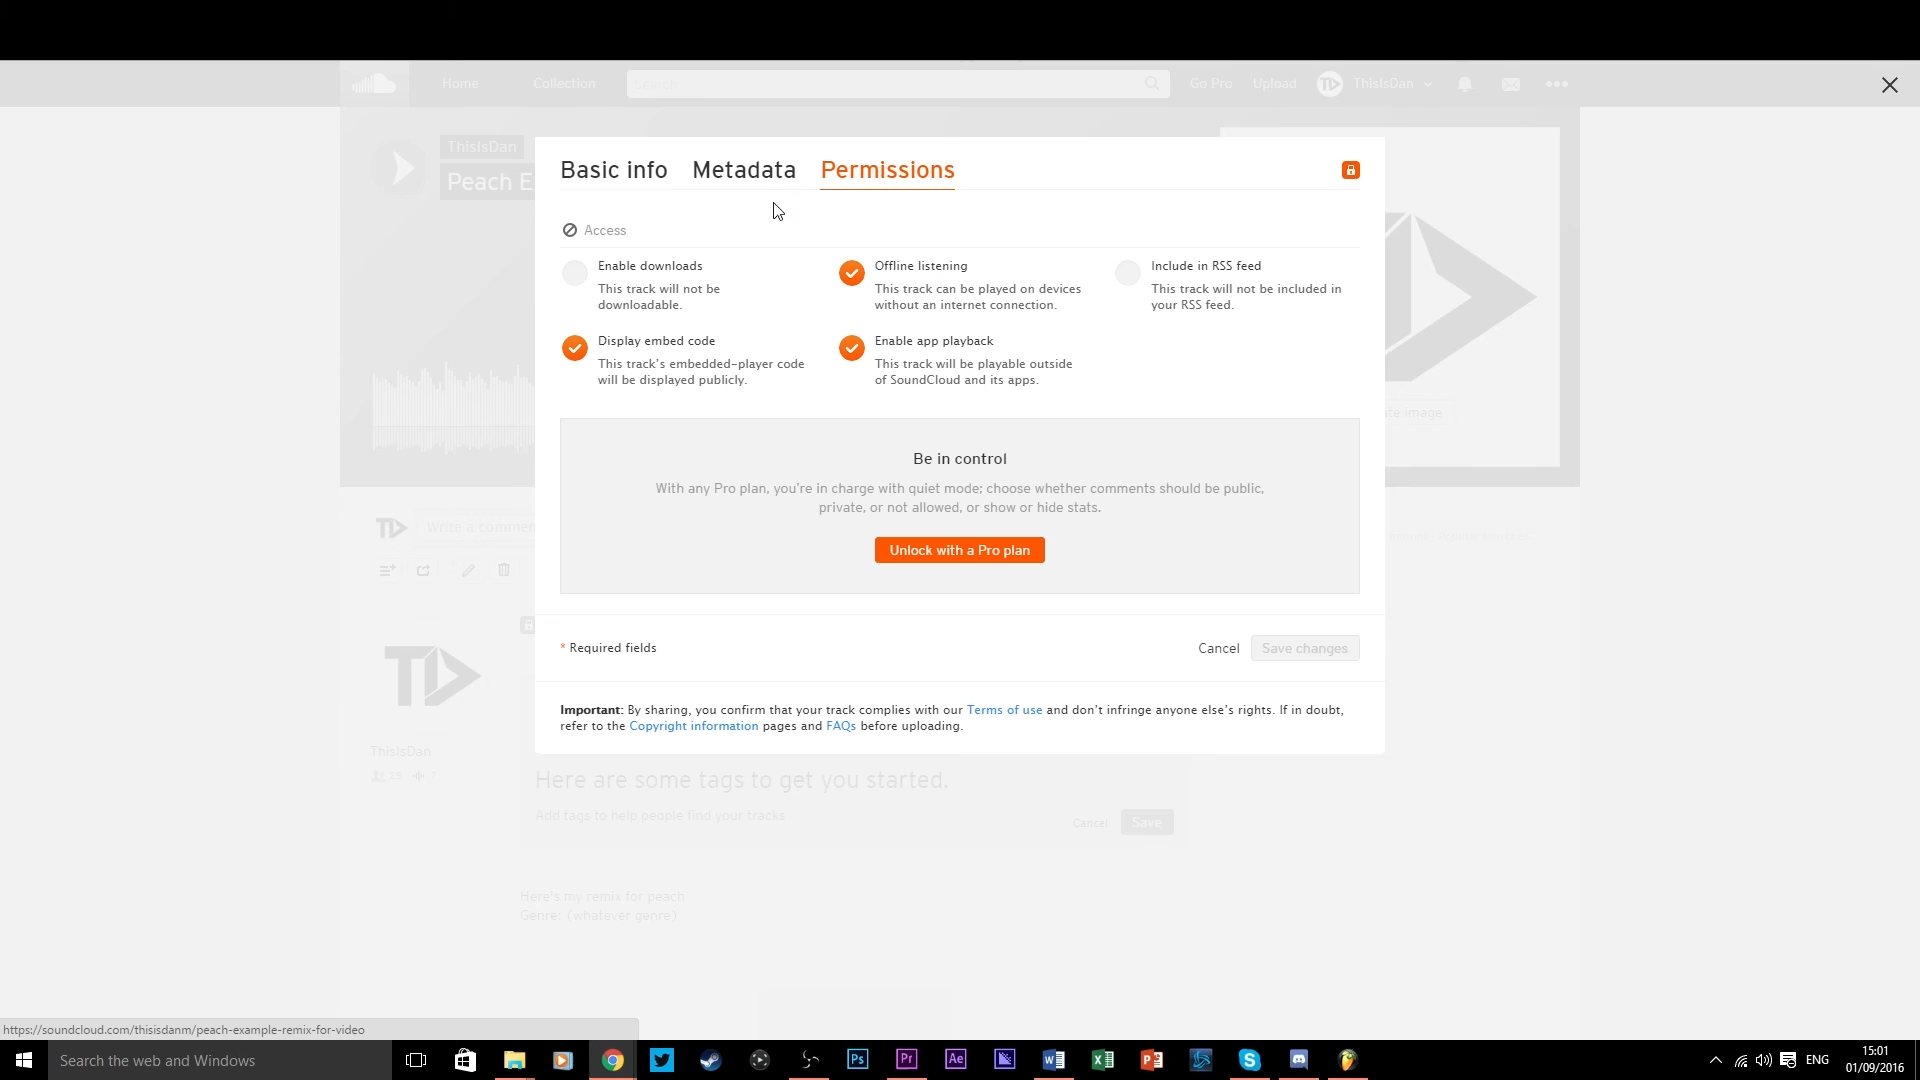 Home Collection Search Go Pro Upload ThisIsDan
ThisIsDan
Peach E
Basic info Metadata Permissions
Access
Enable downloads
This track will not be
downloadable.
Offline listening
This track can be played on devices
without an internet connection.
Include in RSS feed
This track will not be included in
your RSS feed.
Display embed code
This track's embedded-player code
will be displayed publicly.
Enable app playback
This track will be playable outside
of SoundCloud and its apps.
te image
Be in control
With any Pro plan, you're in charge with quiet mode; choose whether comments should be public,
private, or not allowed, or show or hide stats.
Unlock with a Pro plan
Write a commen
* Required fields
Cancel Save changes
Important: By sharing, you confirm that your track complies with our Terms of use and don't infringe anyone else's rights. If in doubt,
refer to the Copyright information pages and FAQs before uploading.
ThisIsDan
7
Here are some tags to get you started.
Add tags to help people find your tracks
Cancel Save
Here's my remix for peach
Genre: (whatever genre)
https://soundcloud.com/thisisdanm/peach-example-remix-for-video
Search the web and Windows
Ps Pr Ae
ENG
15:01
01/09/2016